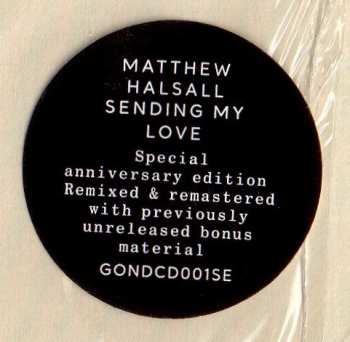 MATTHEW
HALSALL
SENDING MY
LOVE
Special
anniversary edition
Remixed & remastered
with previously
unreleased bonus
material
GONDCD001SE